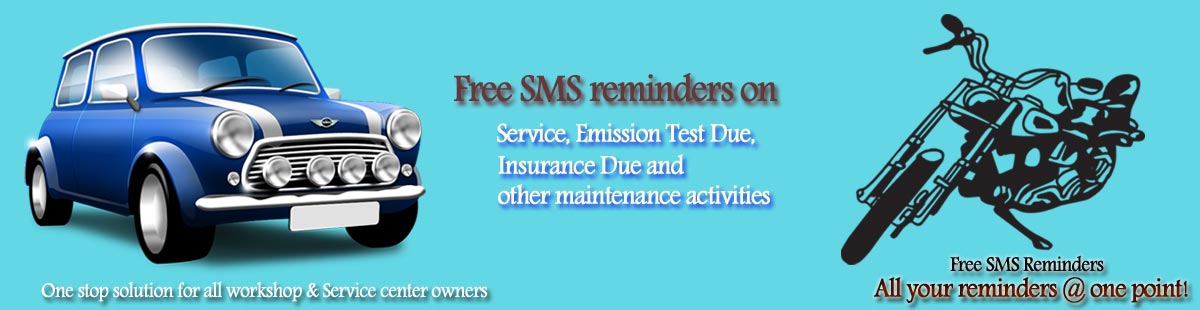 Free SMS reminders on
Service, Emission Test Due,
Insurance Due and
other maintenance activities
One stop solution for all workshop & Service center owners
Free SMS Reminders
All your reminders @ one point!